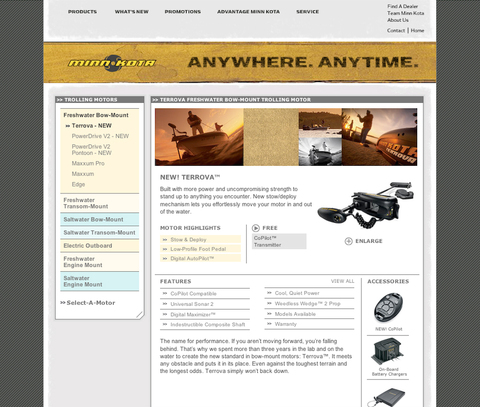 PRODUCTS WHAT'S NEW PROMOTIONS ADVANTAGE MINN KOTA SERVICE
Find A Dealer
Team Minn Kota
About Us
Contact | Home
MINN KOTA
ANYWHERE. ANYTIME.
>> TROLLING MOTORS
Freshwater Bow-Mount
>> Terrova - NEW
PowerDrive V2 - NEW
PowerDrive V2
Pontoon - NEW
Maxxum Pro
Maxxum
Edge
Freshwater
Transom-Mount
Saltwater Bow-Mount
Saltwater Transom-Mount
Electric Outboard
Freshwater
Engine Mount
Saltwater
Engine Mount
>> Select-A-Motor
>> TERROVA FRESHWATER BOW-MOUNT TROLLING MOTOR
NEW! TERROVA™
Built with more power and uncompromising strength to
stand up to anything you encounter. New stow/deploy
mechanism lets you effortlessly move your motor in and out
of the water.
MOTOR HIGHLIGHTS
>> Stow & Deploy
>> Low-Profile Foot Pedal
>> Digital AutoPilot™
FREE
CoPilot™
Transmitter
ENLARGE
FEATURES VIEW ALL
>> CoPilot Compatible
>> Universal Sonar 2
>> Digital Maximizer™
>> Indestructible Composite Shaft
>> Cool, Quiet Power
>> Weedless Wedge™ 2 Prop
>> Models Available
>> Warranty
The name for performance. If you aren't moving forward, you're falling
behind. That's why we spent more than three years in the lab and on the
water to create the new standard in bow-mount motors: Terrova™. It meets
any obstacle and puts it in its place. Even against the toughest terrain and
the longest odds. Terrova simply won't back down.
ACCESSORIES
NEW! CoPilot
On-Board
Battery Chargers